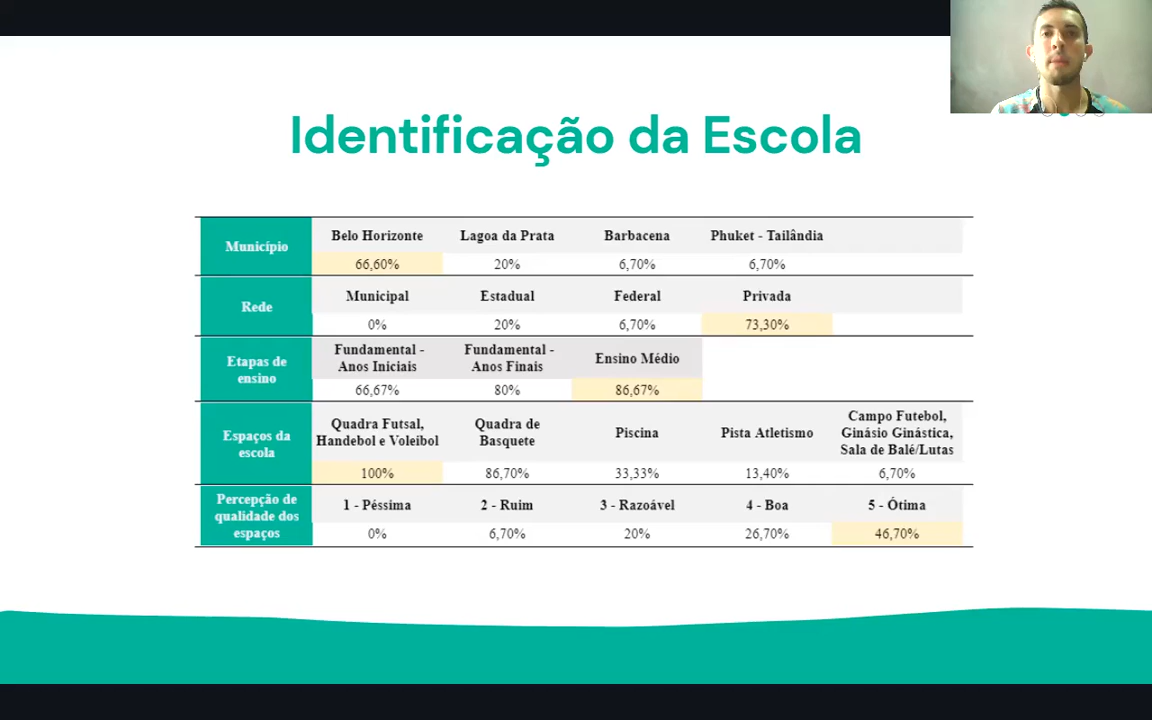 Identificação da Escola
Município
Belo Horizonte Lagoa da Prata Barbacena Phuket - Tailândia
66,60% 20% 6,70% 6,70%
Rede
Municipal Estadual Federal Privada
0% 20% 6,70% 73,30%
Etapas de
ensino
Fundamental -
Anos Iniciais
Fundamental -
Anos Finais
Ensino Médio
66,67% 80% 86,67%
Espaços da
escola
Quadra Futsal,
Handebol e Voleibol
Quadra de
Basquete
Piscina
Pista Atletismo
Campo Futebol,
Ginásio Ginástica,
Sala de Balé/Lutas
100% 86,70% 33,33% 13,40% 6,70%
Percepção de
qualidade dos
espaços
1 - Péssima 2 - Ruim 3 - Razoável 4 - Boa 5 - Ótima
0% 6,70% 20% 26,70% 46,70%